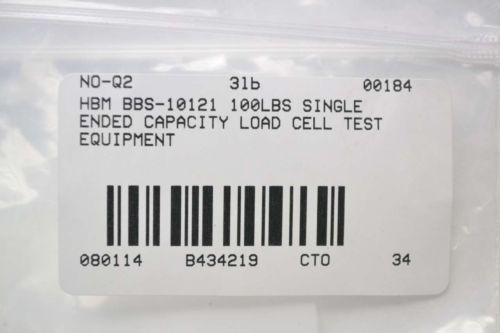 NO-Q2 3lb 00184
HBM BBS-10121 100LBS SINGLE
ENDED CAPACITY LOAD CELL TEST
EQUIPMENT
080114 B434219 CTO 34